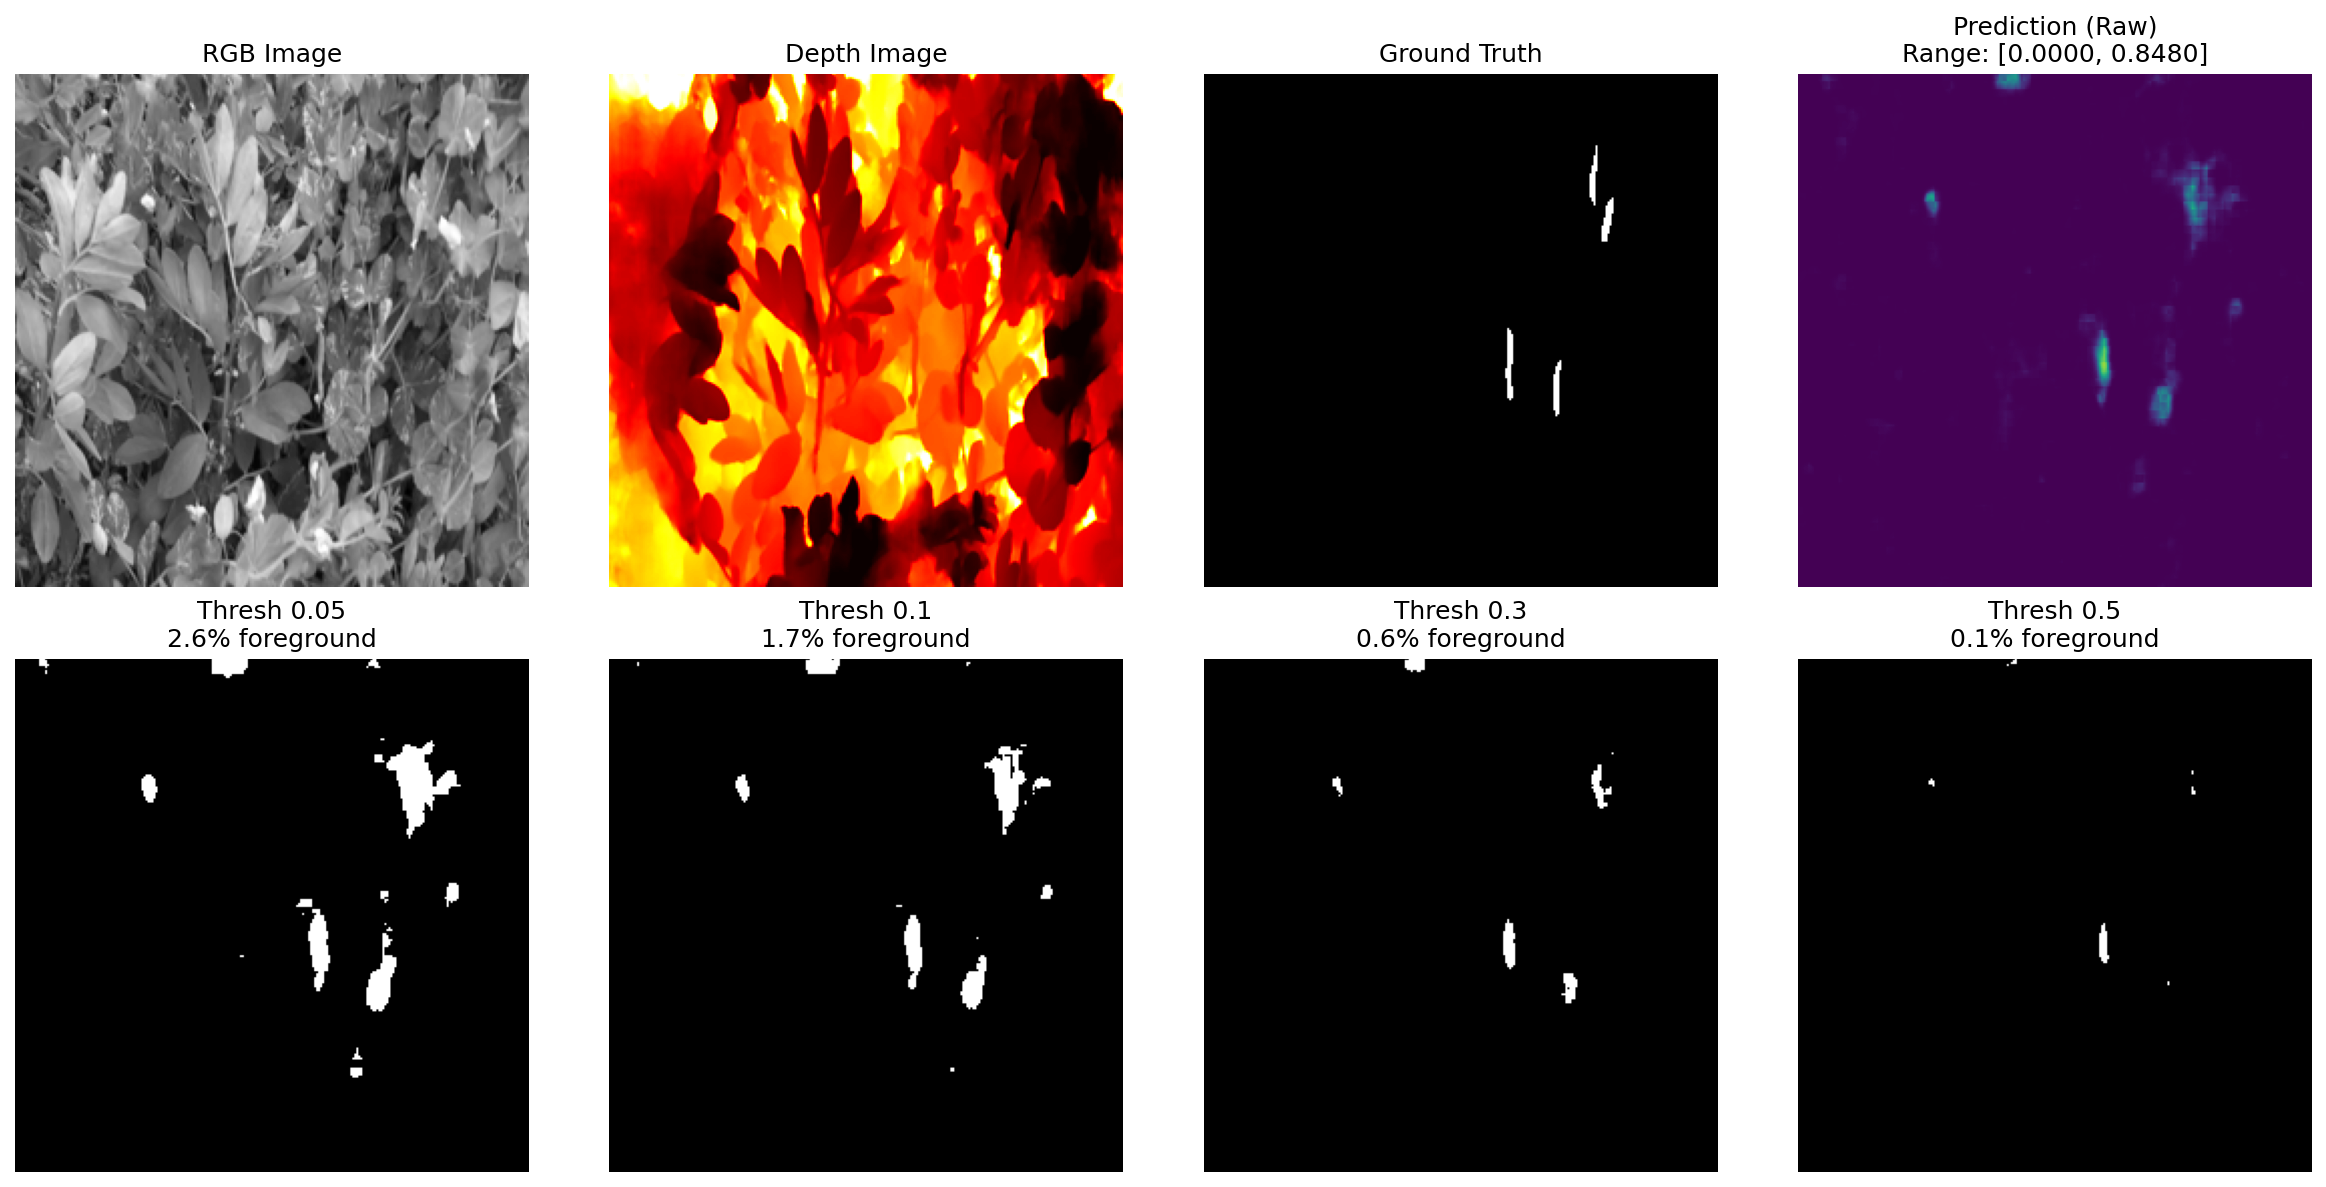 RGB Image
Depth Image
Ground Truth
Prediction (Raw)
Range: [0.0000, 0.8480]
Thresh 0.05
2.6% foreground
Thresh 0.1
1.7% foreground
Thresh 0.3
0.6% foreground
Thresh 0.5
0.1% foreground